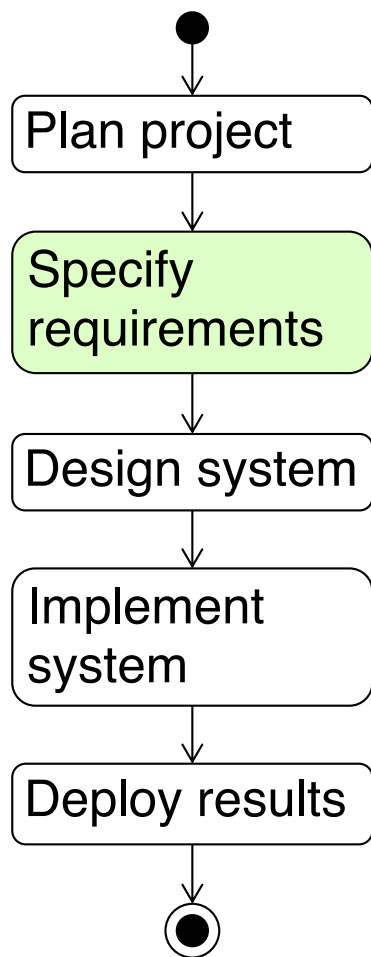 Plan project
Specify
requirements
Design system
Implement
system
Deploy results